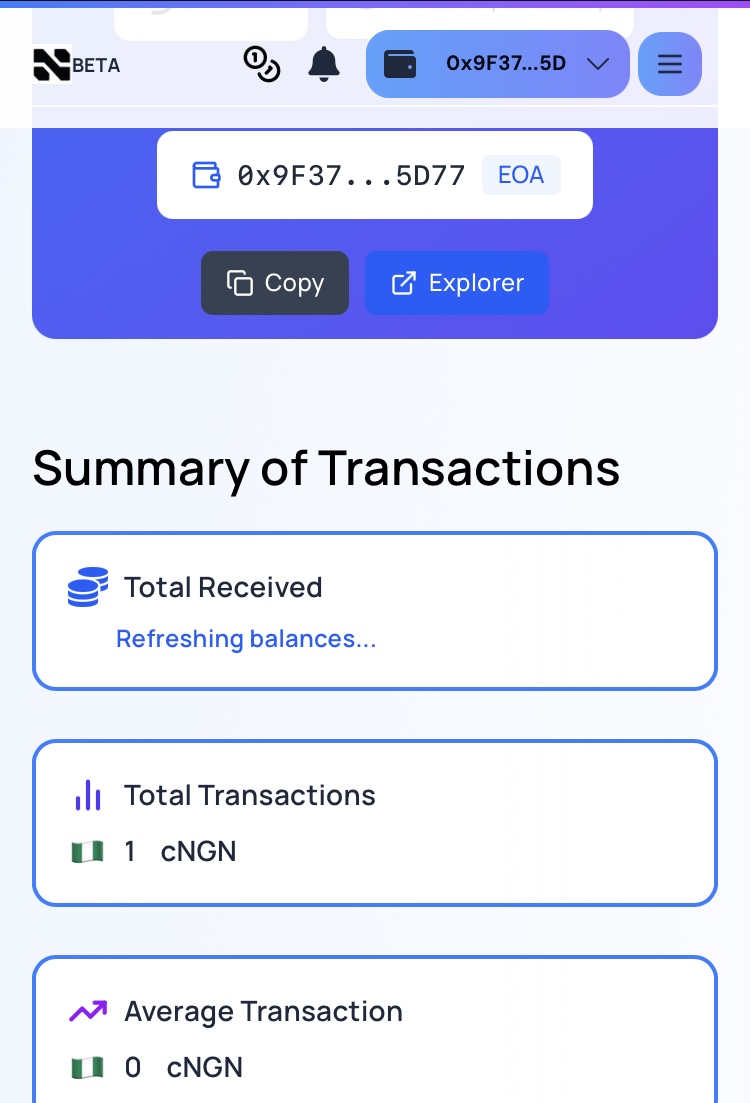 BETA
0x9F37...5D
0x9F37...5D77 EOA
Copy Explorer
Summary of Transactions
Total Received
Refreshing balances...
Total Transactions
1 cNGN
Average Transaction
0 cNGN